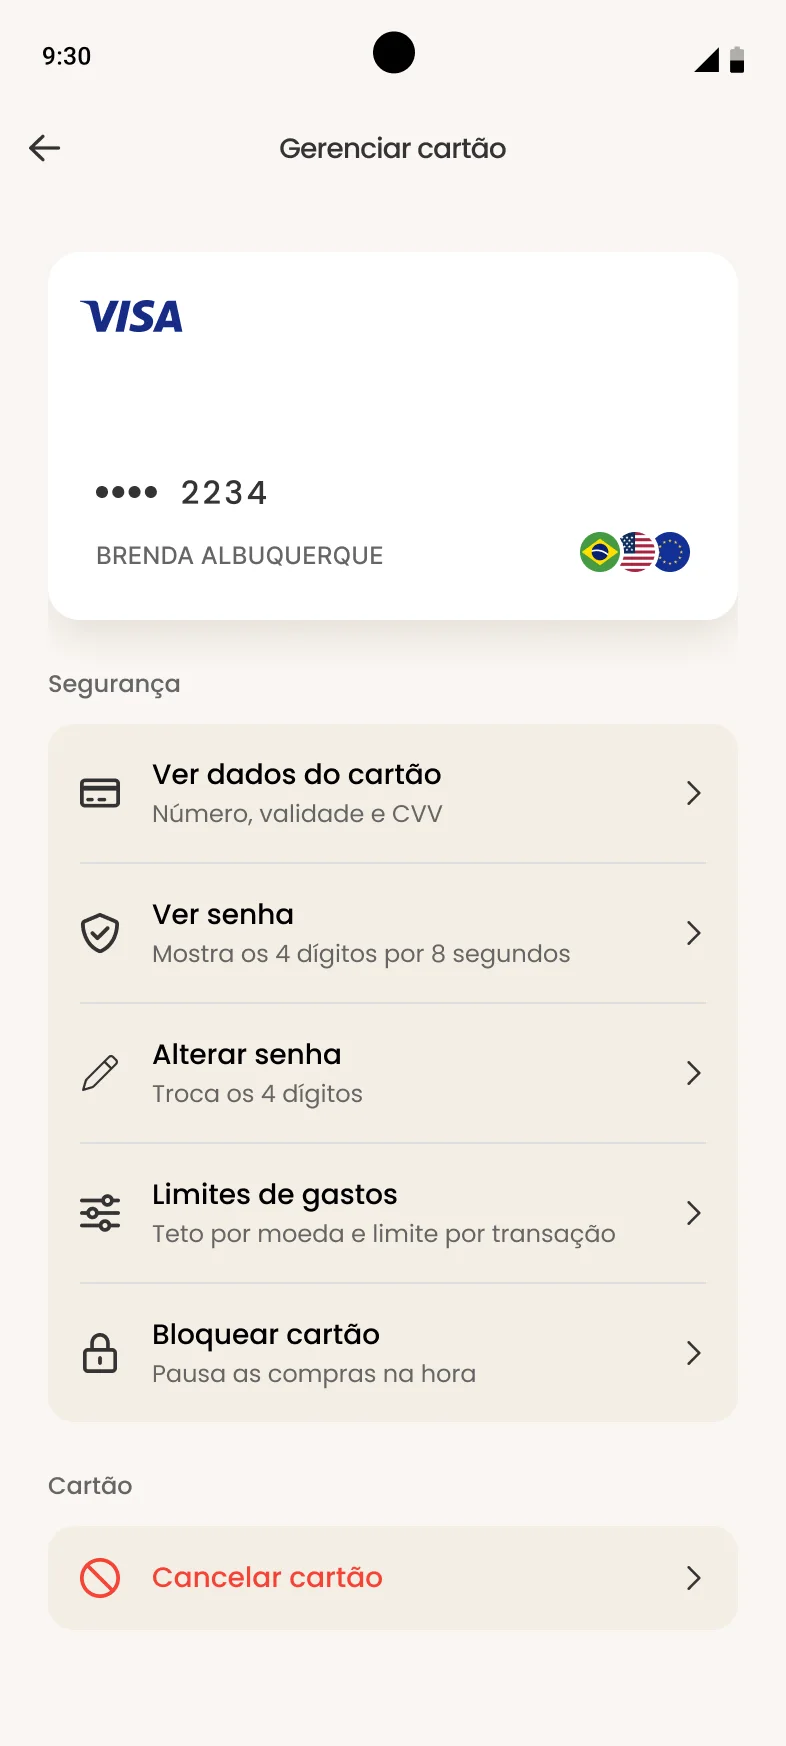 9:30
Gerenciar cartão
VISA
•••• 2234
BRENDA ALBUQUERQUE
Segurança
Ver dados do cartão
Número, validade e CVV
Ver senha
Mostra os 4 dígitos por 8 segundos
Alterar senha
Troca os 4 dígitos
Limites de gastos
Teto por moeda e limite por transação
Bloquear cartão
Pausa as compras na hora
Cartão
Cancelar cartão